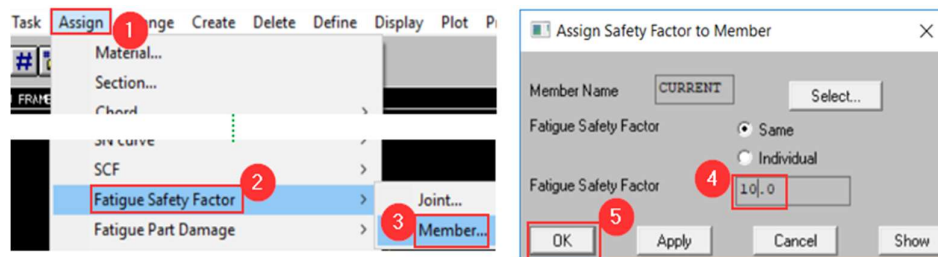 Task Assign Create Delete Define Display Plot
1
Material...
Section...
Chord
SN curve
SCF
2
Fatigue Safety Factor
Joint...
3
Member...
Fatigue Part Damage
Assign Safety Factor to Member
Member Name CURRENT Select...
Fatigue Safety Factor Same
Individual
Fatigue Safety Factor 4 10.0
5
OK Apply Cancel Show